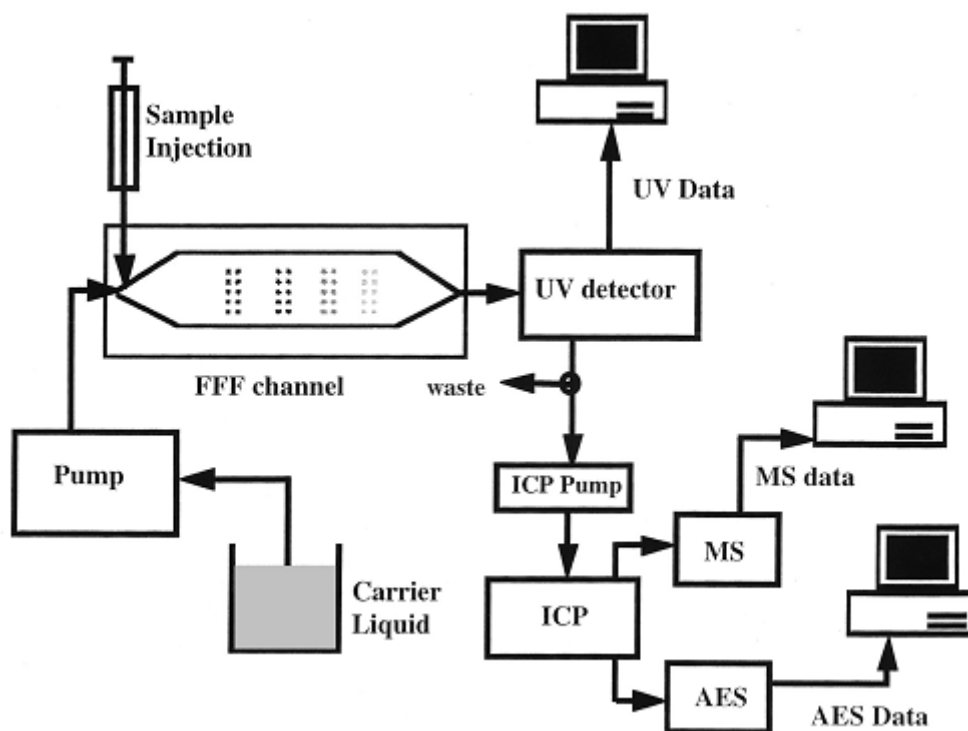 Sample
Injection
UV Data
UV detector
FFF channel
waste
Pump
ICP Pump
MS data
MS
Carrier
Liquid
ICP
AES
AES Data